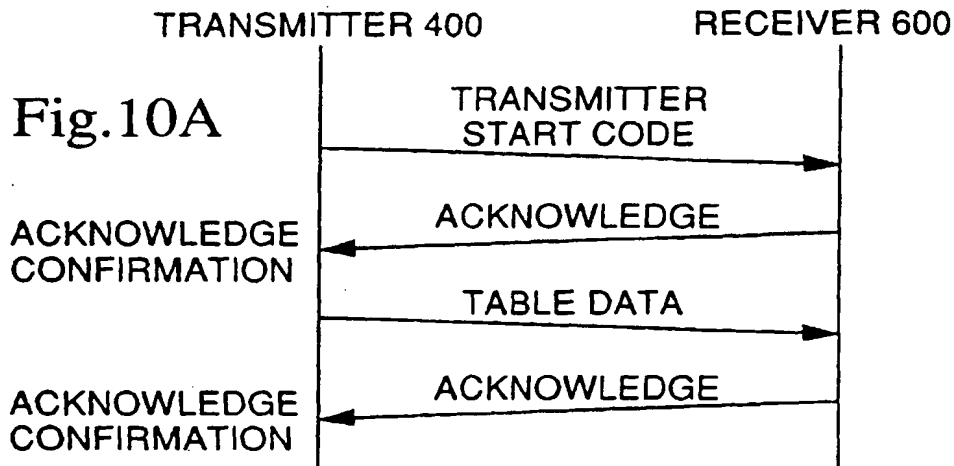 TRANSMITTER 400
RECEIVER 600
Fig.10A
TRANSMITTER
START CODE
ACKNOWLEDGE
ACKNOWLEDGE
CONFIRMATION
TABLE DATA
ACKNOWLEDGE
ACKNOWLEDGE
CONFIRMATION